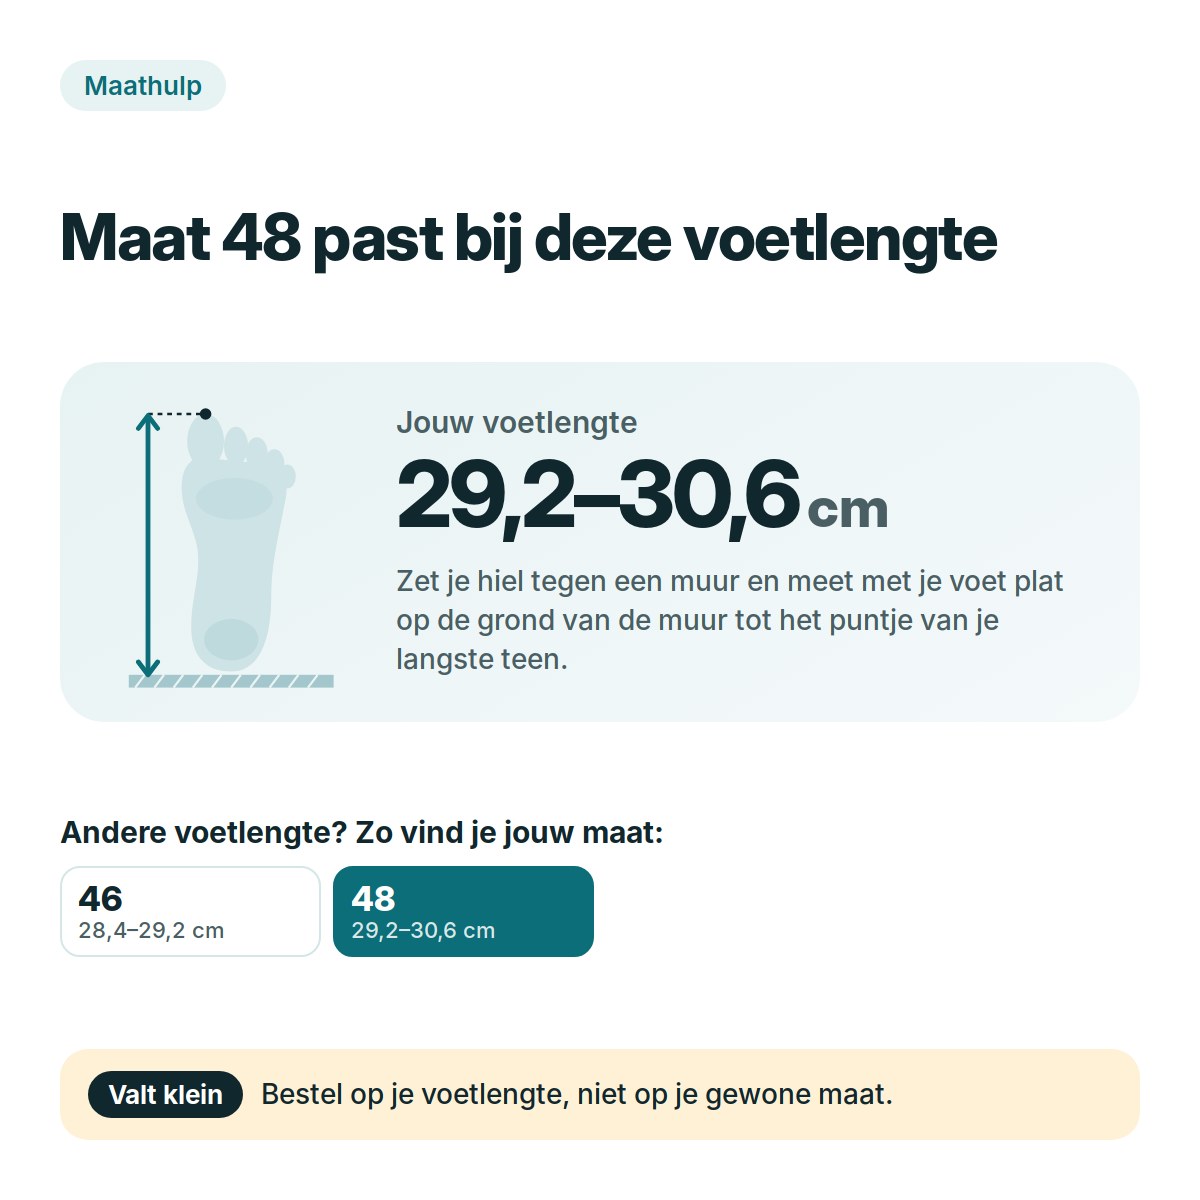 Maathulp
Maat 48 past bij deze voetlengte
Jouw voetlengte
29,2–30,6 cm
Zet je hiel tegen een muur en meet met je voet plat
op de grond van de muur tot het puntje van je
langste teen.
Andere voetlengte? Zo vind je jouw maat:
46
28,4–29,2 cm
48
29,2–30,6 cm
Valt klein Bestel op je voetlengte, niet op je gewone maat.